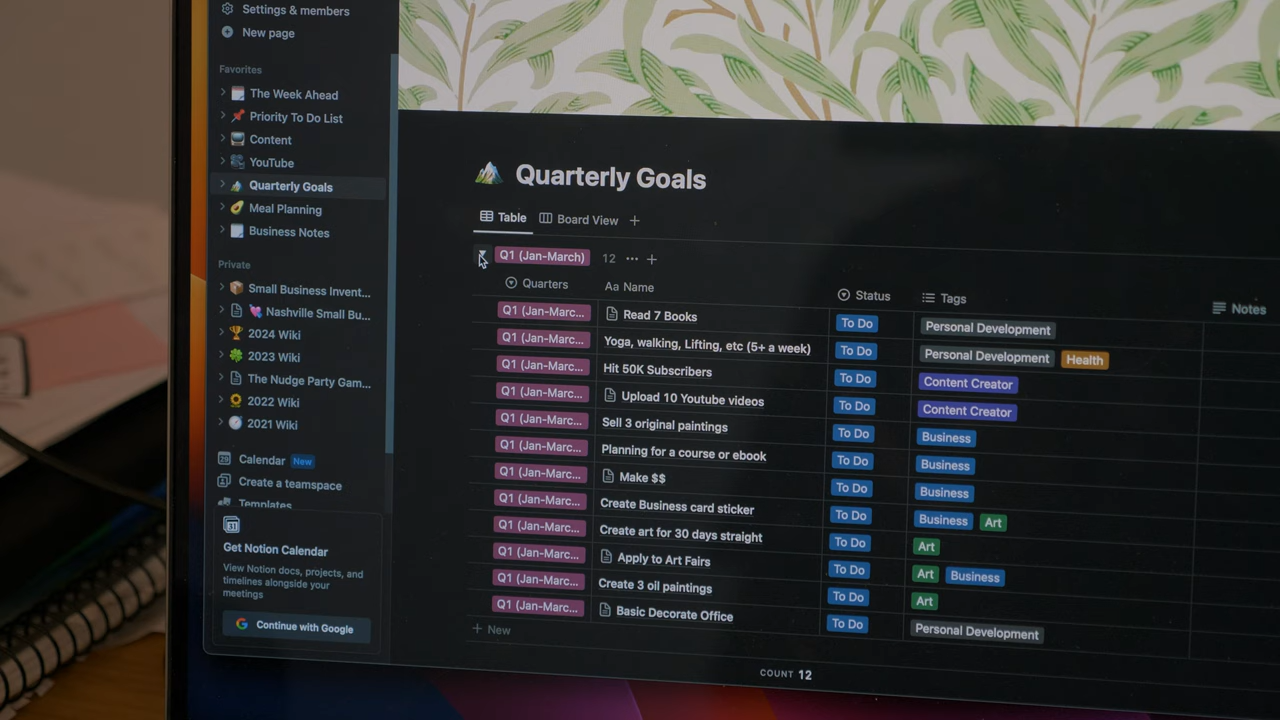 Settings & members
New page
Favorites
The Week Ahead
Priority To Do List
Content
YouTube
Quarterly Goals
Meal Planning
Business Notes
Private
Small Business Invent...
Nashville Small Bu...
2024 Wiki
2023 Wiki
The Nudge Party Gam...
2022 Wiki
2021 Wiki
Calendar New
Create a teamspace
Templates
31
Get Notion Calendar
View Notion docs, projects, and
timelines alongside your
meetings
Continue with Google
Quarterly Goals
Table Board View +
Q1 (Jan-March) 12 ••• +
Quarters Aa Name Status Tags Notes
Q1 (Jan-Marc... Read 7 Books To Do Personal Development
Q1 (Jan-Marc... Yoga, walking, Lifting, etc (5+ a week) To Do Personal Development Health
Q1 (Jan-Marc... Hit 50K Subscribers To Do Content Creator
Q1 (Jan-Marc... Upload 10 Youtube videos To Do Content Creator
Q1 (Jan-Marc... Sell 3 original paintings To Do Business
Q1 (Jan-Marc... Planning for a course or ebook To Do Business
Q1 (Jan-Marc... Make $$ To Do Business
Q1 (Jan-Marc... Create Business card sticker To Do Business Art
Q1 (Jan-Marc... Create art for 30 days straight To Do Art
Q1 (Jan-Marc... Apply to Art Fairs To Do Art Business
Q1 (Jan-Marc... Create 3 oil paintings To Do Art
Q1 (Jan-Marc... Basic Decorate Office To Do Personal Development
+ New
COUNT 12